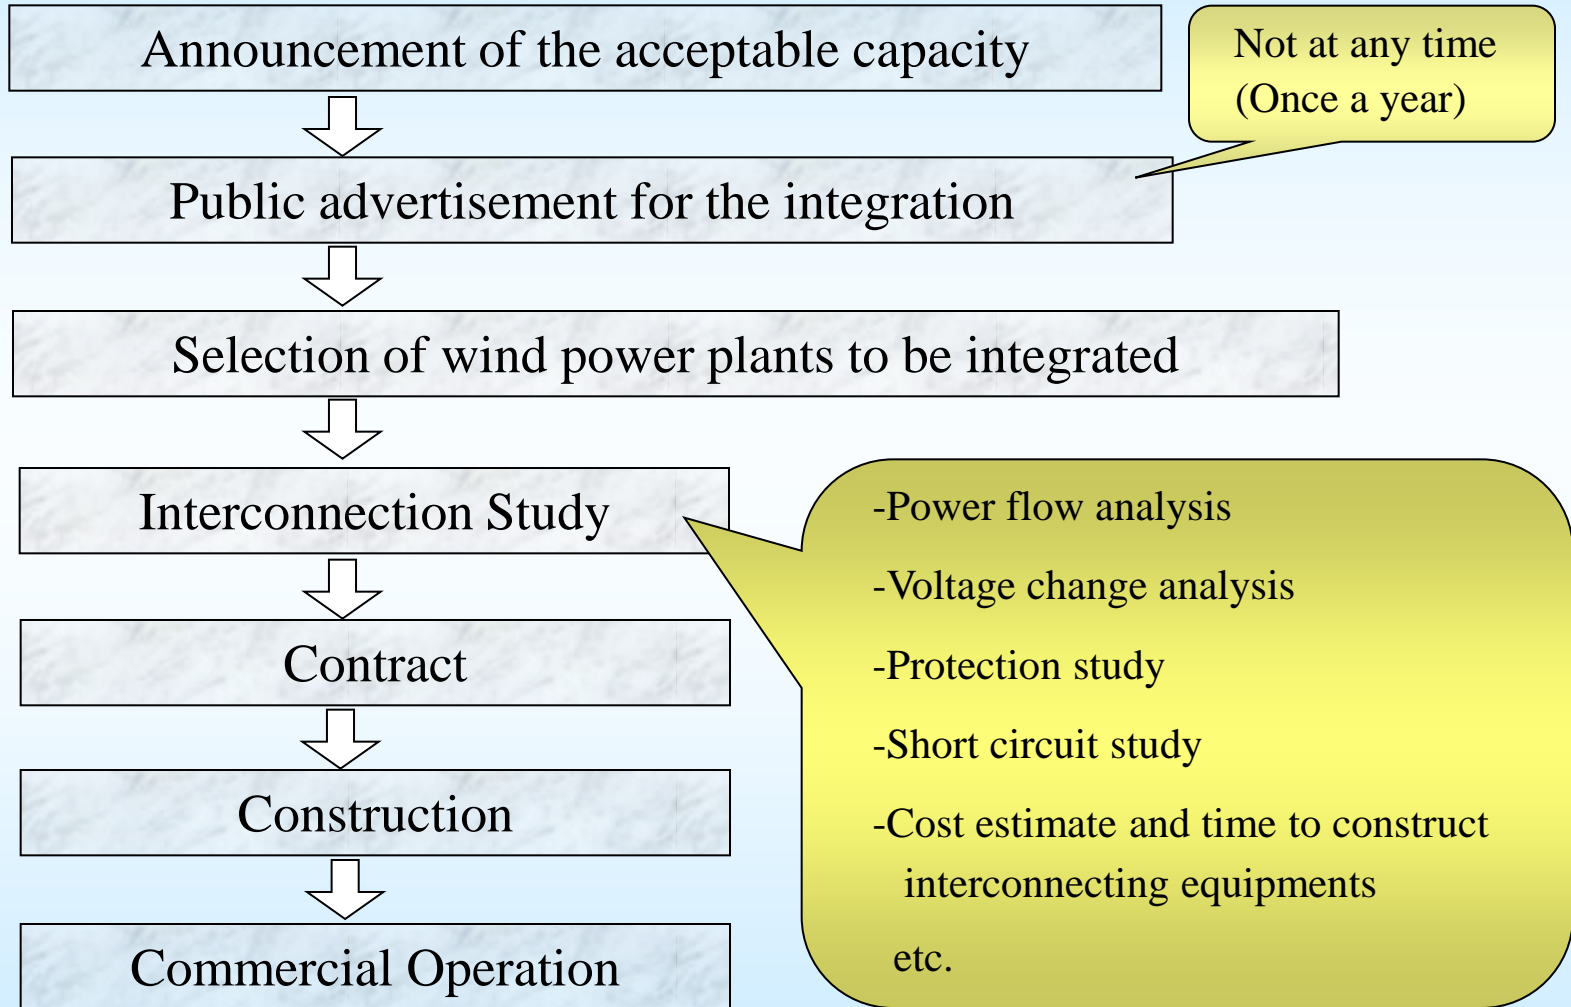 Announcement of the acceptable capacity
Not at any time
(Once a year)
Public advertisement for the integration
Selection of wind power plants to be integrated
Interconnection Study
-Power flow analysis
-Voltage change analysis
-Protection study
-Short circuit study
-Cost estimate and time to construct
interconnecting equipments
etc.
Contract
Construction
Commercial Operation